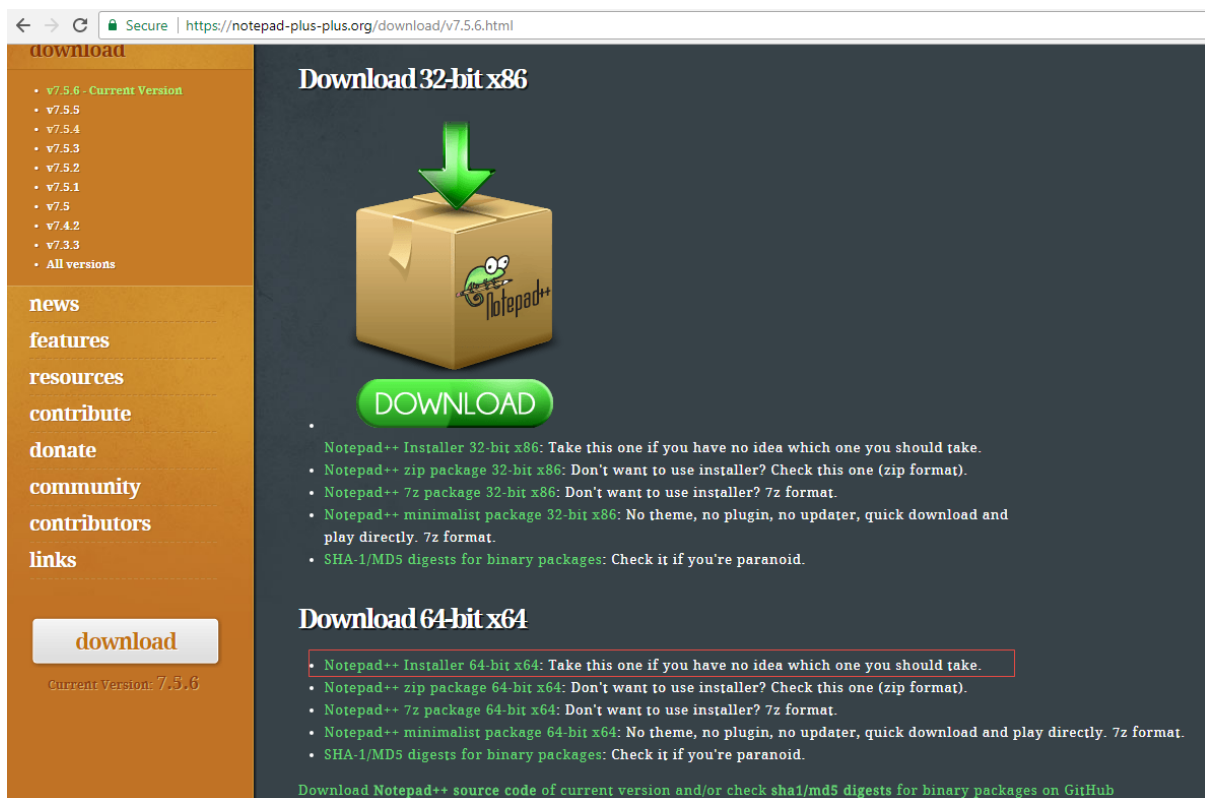 Secure | https://notepad-plus-plus.org/download/v7.5.6.html
download
v7.5.6 - Current Version
v7.5.5
v7.5.4
v7.5.3
v7.5.2
v7.5.1
v7.5
v7.4.2
v7.3.3
All versions
news
features
resources
contribute
donate
community
contributors
links
download
Current Version: 7.5.6
Download 32-bit x86
Notepad++
DOWNLOAD
Notepad++ Installer 32-bit x86: Take this one if you have no idea which one you should take.
Notepad++ zip package 32-bit x86: Don't want to use installer? Check this one (zip format).
Notepad++ 7z package 32-bit x86: Don't want to use installer? 7z format.
Notepad++ minimalist package 32-bit x86: No theme, no plugin, no updater, quick download and
play directly. 7z format.
SHA-1/MD5 digests for binary packages: Check it if you're paranoid.
Download 64-bit x64
Notepad++ Installer 64-bit x64: Take this one if you have no idea which one you should take.
Notepad++ zip package 64-bit x64: Don't want to use installer? Check this one (zip format).
Notepad++ 7z package 64-bit x64: Don't want to use installer? 7z format.
Notepad++ minimalist package 64-bit x64: No theme, no plugin, no updater, quick download and play directly. 7z format.
SHA-1/MD5 digests for binary packages: Check it if you're paranoid.
Download Notepad++ source code of current version and/or check sha1/md5 digests for binary packages on GitHub